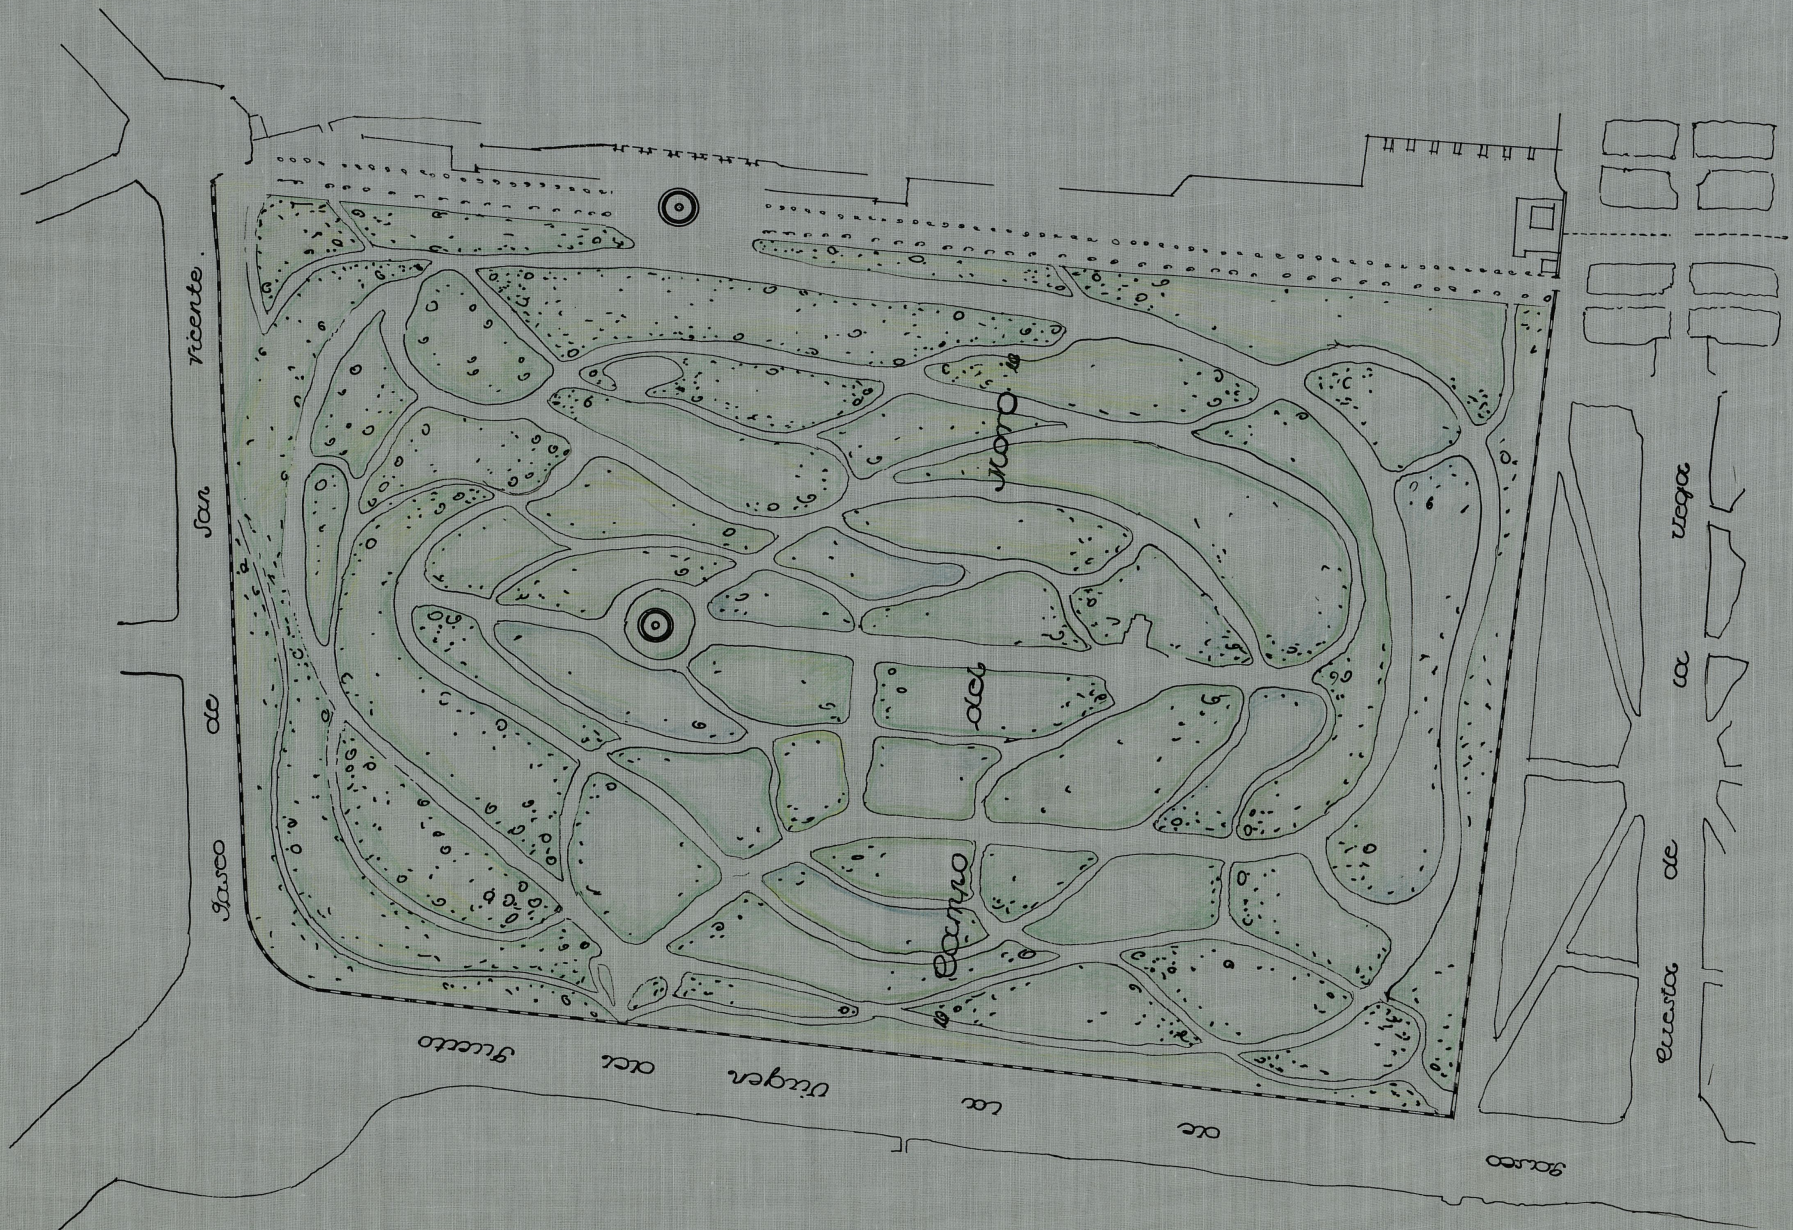 Paseo de San Vicente.
Campo del Moro
Paseo de la Virgen del Puerto
Cuesta de la Vega